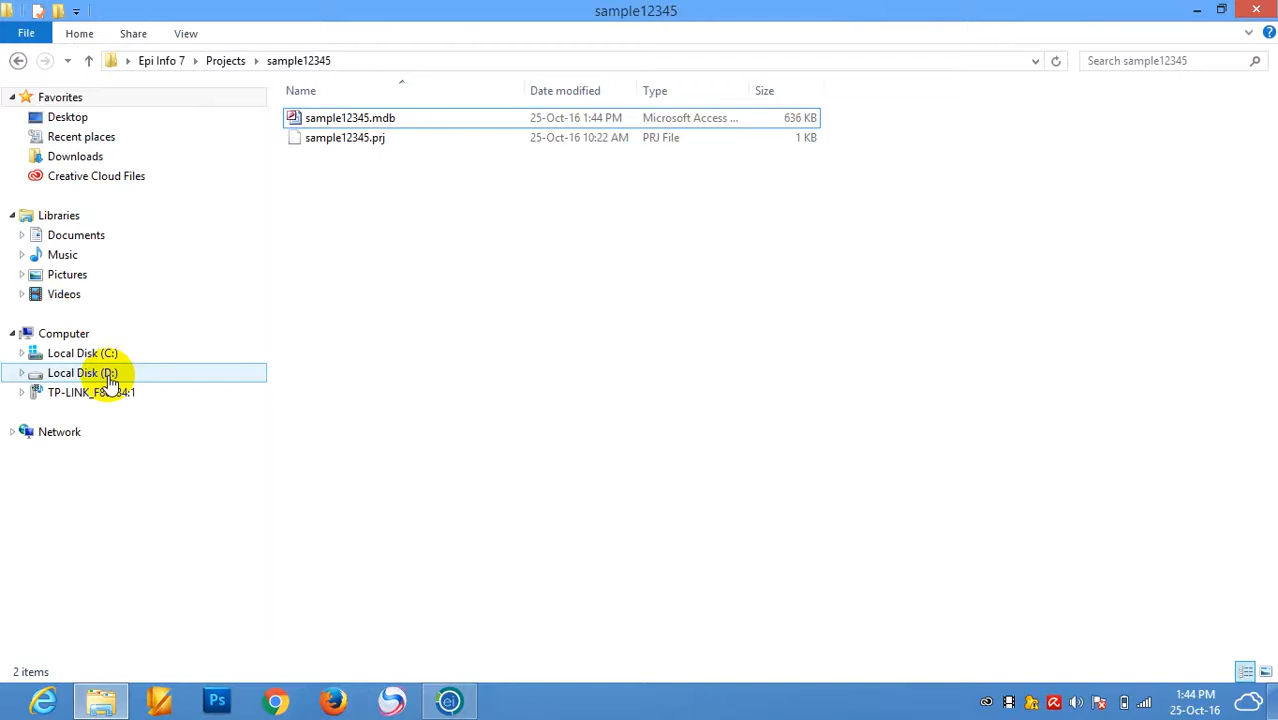 sample12345
File Home Share View
Epi Info 7 Projects sample12345 Search sample12345
Name Date modified Type Size
Favorites
Desktop
Recent places
Downloads
Creative Cloud Files
Libraries
Documents
Music
Pictures
Videos
Computer
Local Disk (C:)
Local Disk (D:)
Network
sample12345.mdb 25-Oct-16 1:44 PM Microsoft Access ... 636 KB
sample12345.prj 25-Oct-16 10:22 AM PRJ File 1 KB
2 items
Ps
ei
1:44 PM
25-Oct-16